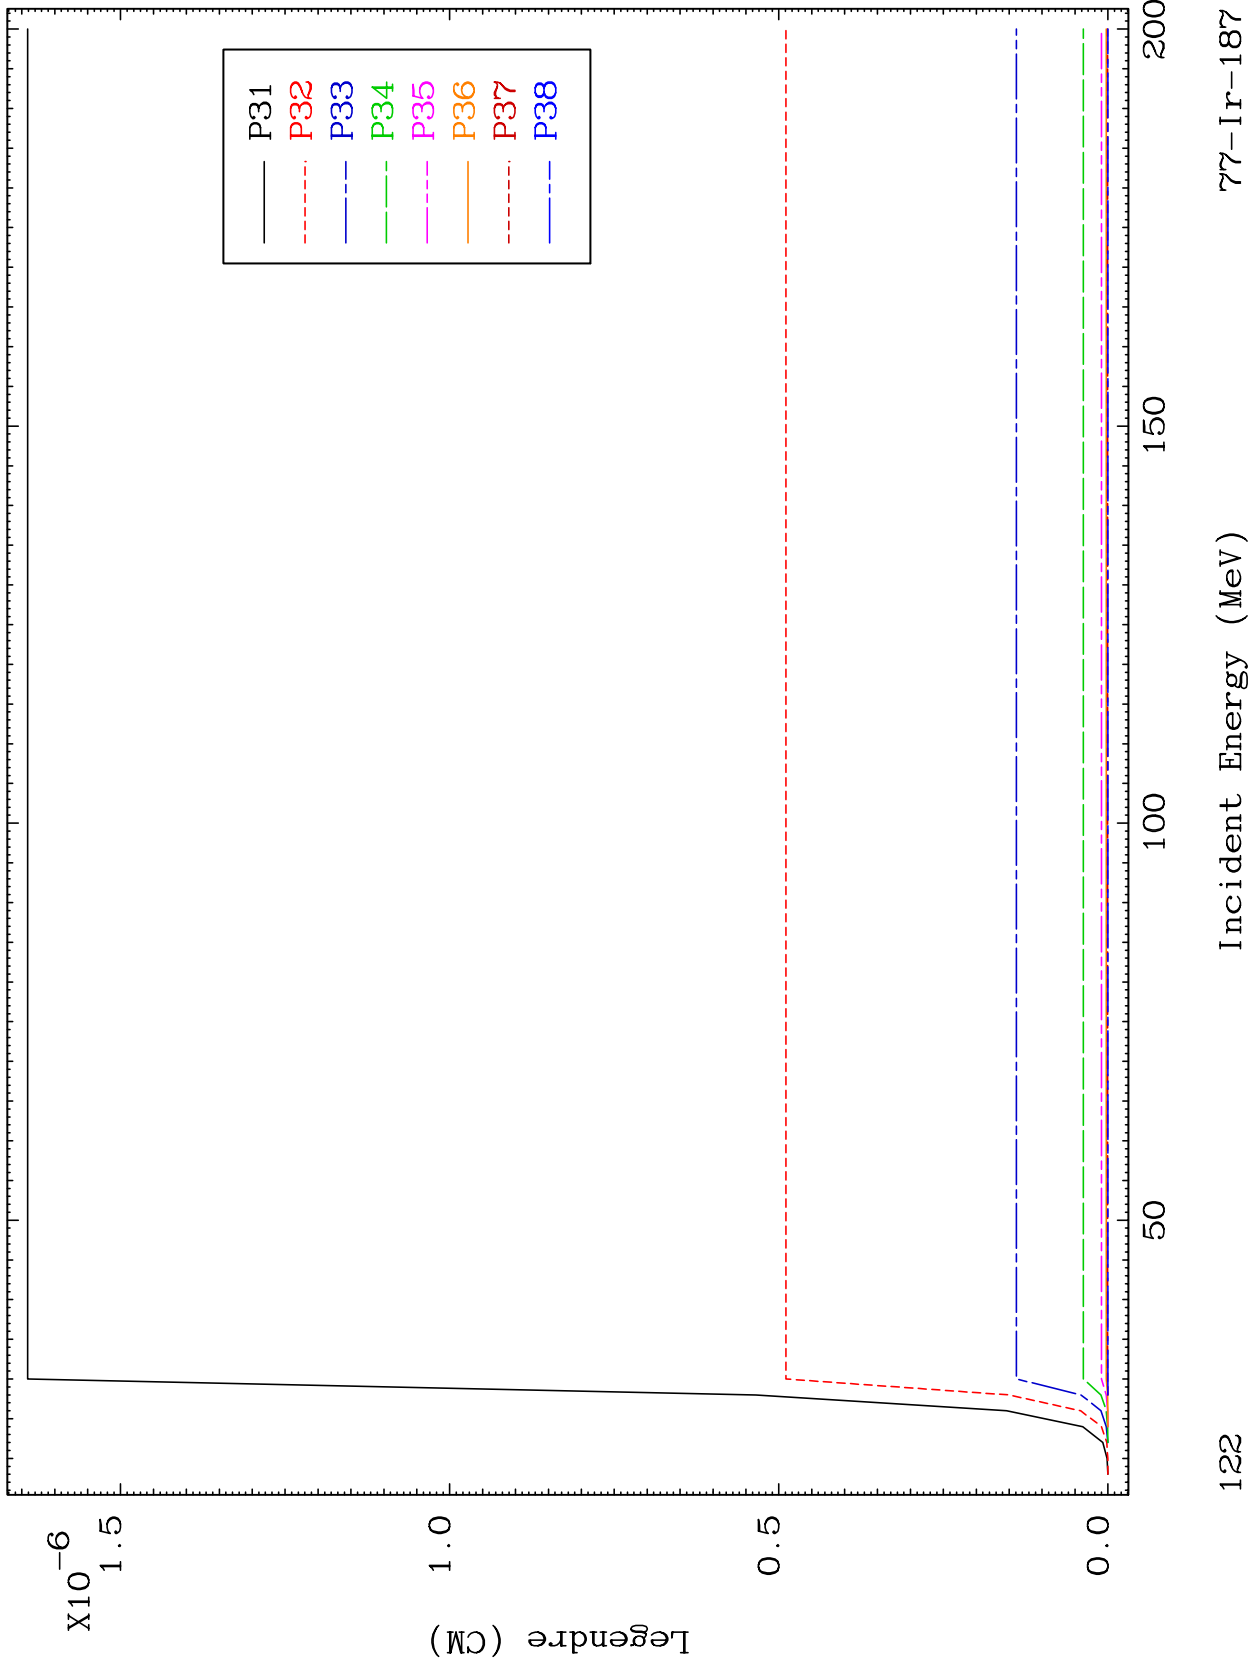 X10-6
1.5
1.0
0.5
0.0
Legendre (CM)
P31
P32
P33
P34
P35
P36
P37
P38
50
100
150
200
Incident Energy (MeV)
122
77-Ir-187